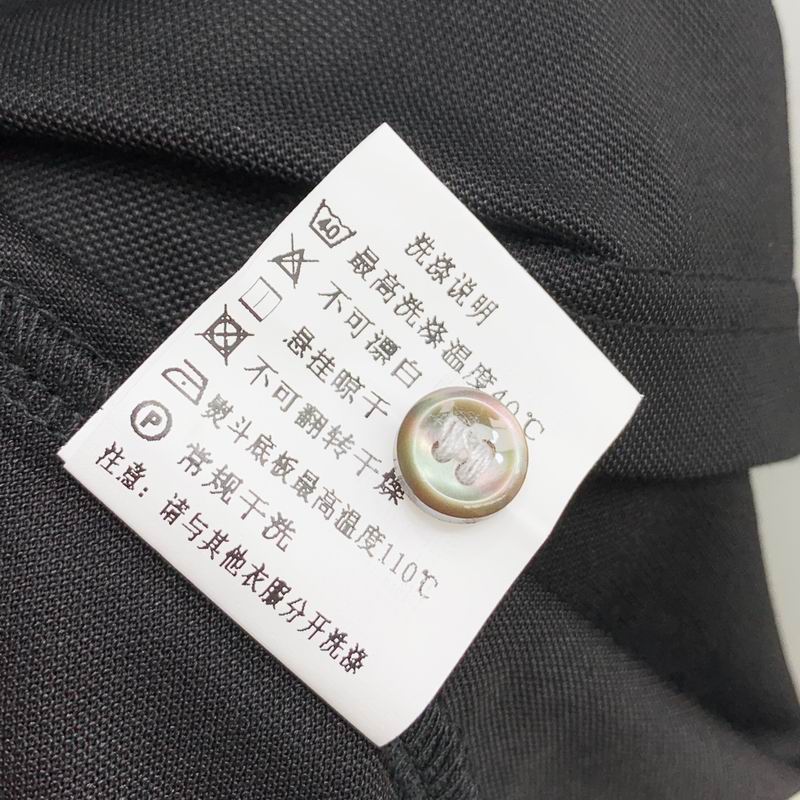 洗涤说明
40 最高洗涤温度40℃
不可漂白
悬挂晾干
不可翻转干燥
熨斗底板最高温度110℃
P 常规干洗
注意：请与其他衣服分开洗涤